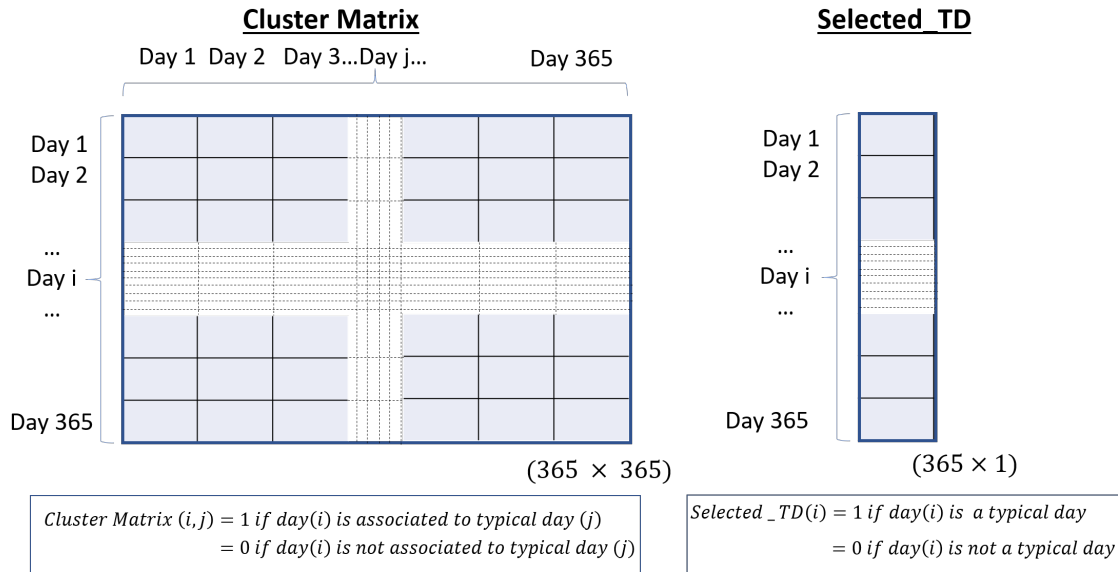 Cluster Matrix
Day 1 Day 2 Day 3...Day j... Day 365
Day 1
Day 2
...
Day i
...
Day 365
(365 × 365)
Cluster Matrix (i,j) = 1 if day(i) is associated to typical day (j)
= 0 if day(i) is not associated to typical day (j)
Selected_TD
Day 1
Day 2
...
Day i
...
Day 365
(365 × 1)
Selected _TD(i) = 1 if day(i) is a typical day
= 0 if day(i) is not a typical day